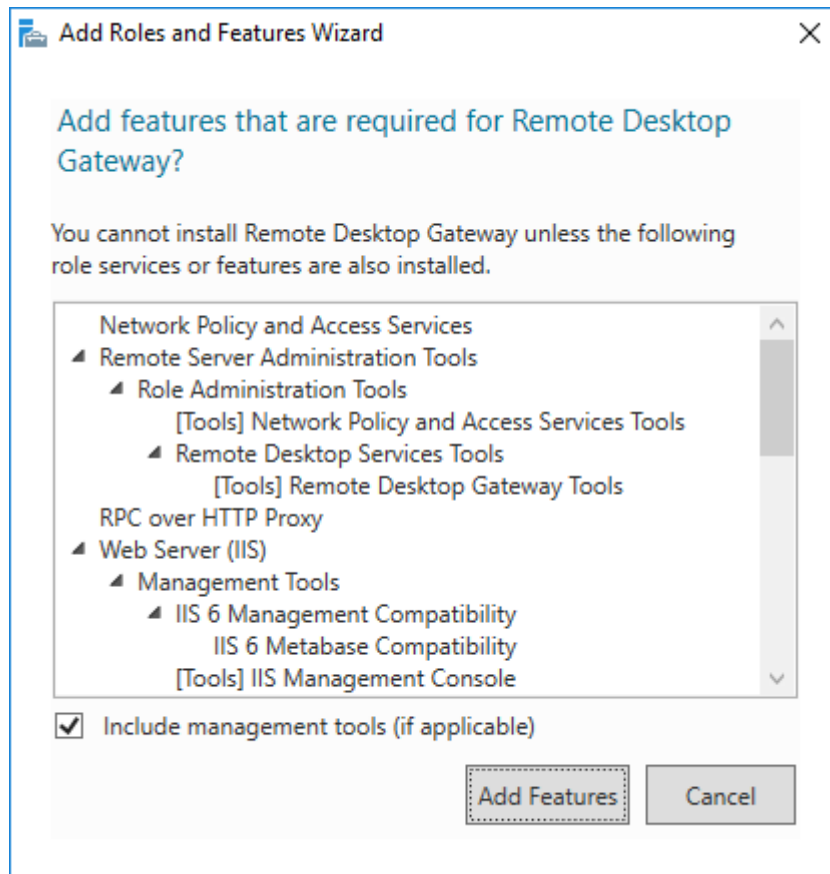 Add Roles and Features Wizard
Add features that are required for Remote Desktop
Gateway?
You cannot install Remote Desktop Gateway unless the following
role services or features are also installed.
Network Policy and Access Services
Remote Server Administration Tools
Role Administration Tools
[Tools] Network Policy and Access Services Tools
Remote Desktop Services Tools
[Tools] Remote Desktop Gateway Tools
RPC over HTTP Proxy
Web Server (IIS)
Management Tools
IIS 6 Management Compatibility
IIS 6 Metabase Compatibility
[Tools] IIS Management Console
Include management tools (if applicable)
Add Features
Cancel